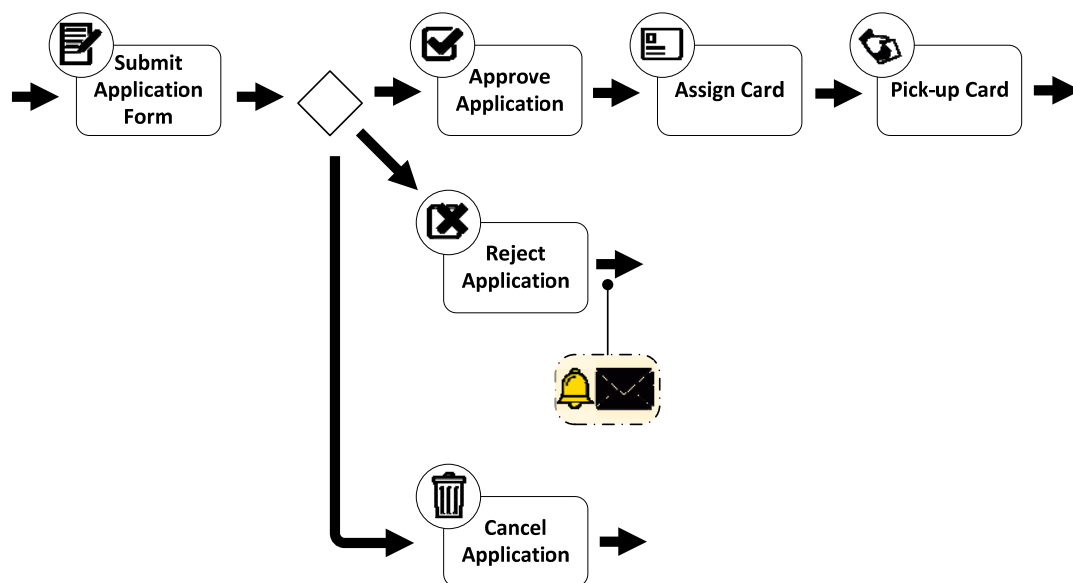 Submit
Application
Form
Approve
Application
Assign Card
Pick-up Card
Reject
Application
Cancel
Application